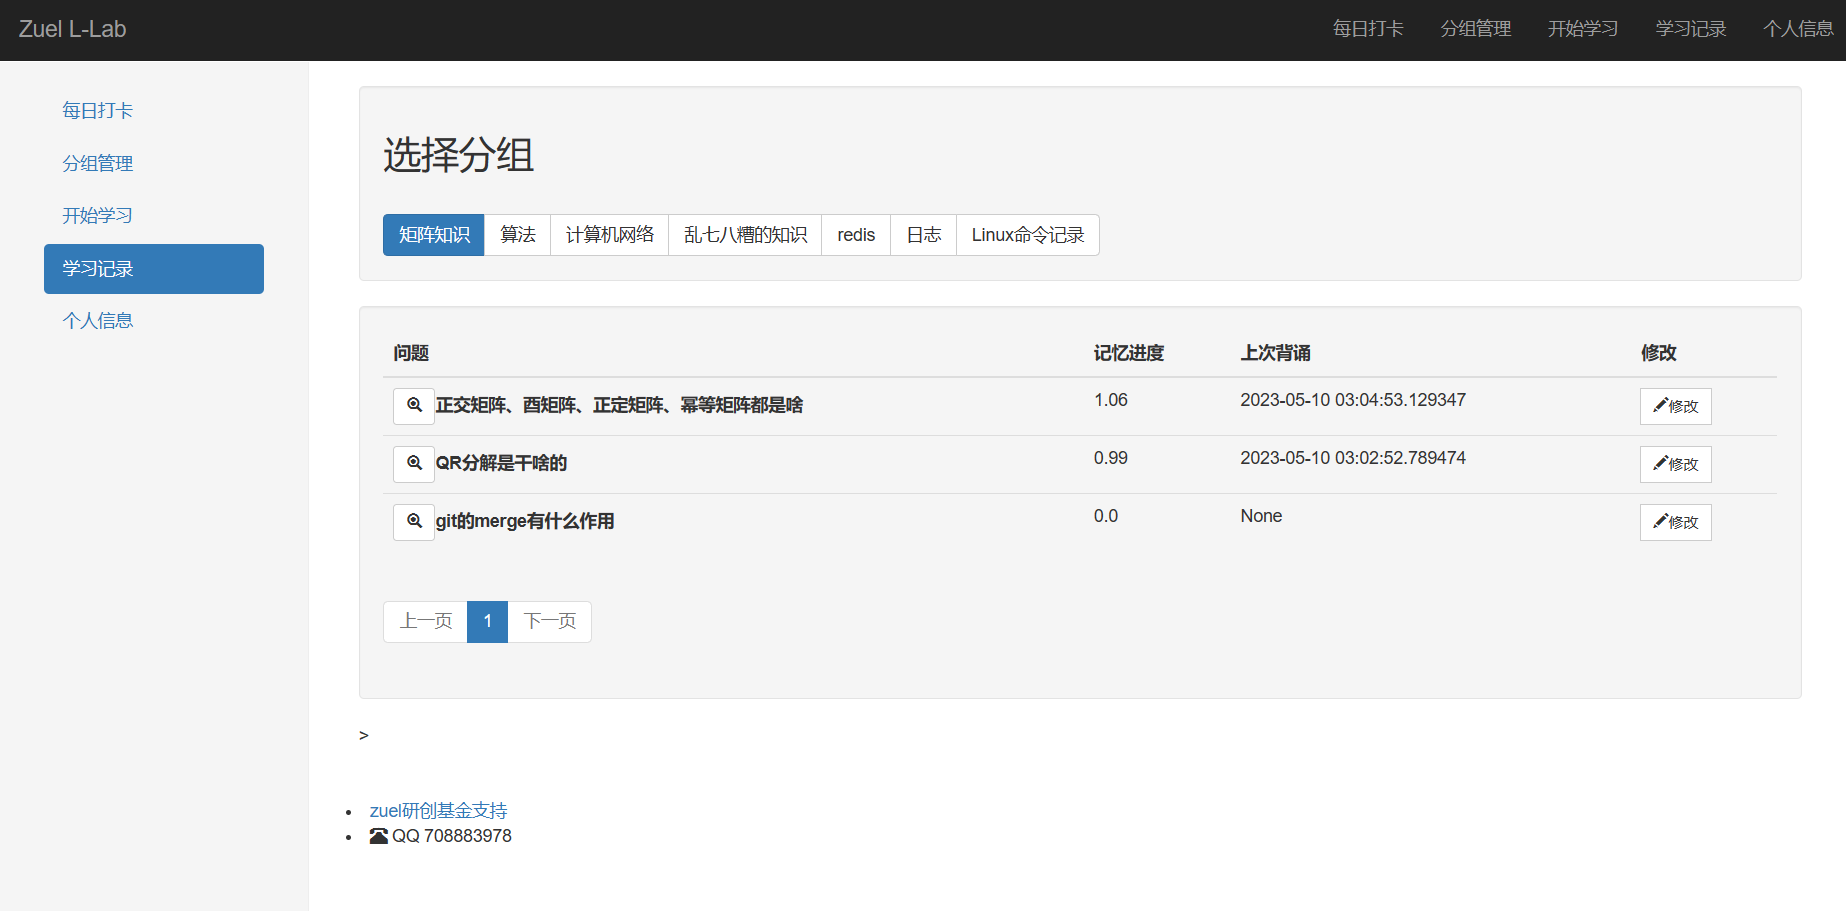 Zuel L-Lab 每日打卡 分组管理 开始学习 学习记录 个人信息
每日打卡
分组管理
开始学习
学习记录
个人信息
选择分组
矩阵知识 算法 计算机网络 乱七八糟的知识 redis 日志 Linux命令记录
问题 记忆进度 上次背诵 修改
正交矩阵、酉矩阵、正定矩阵、幂等矩阵都是啥 1.06 2023-05-10 03:04:53.129347 修改
QR分解是干啥的 0.99 2023-05-10 03:02:52.789474 修改
git的merge有什么作用 0.0 None 修改
上一页 1 下一页
>
zuel研创基金支持
QQ 708883978